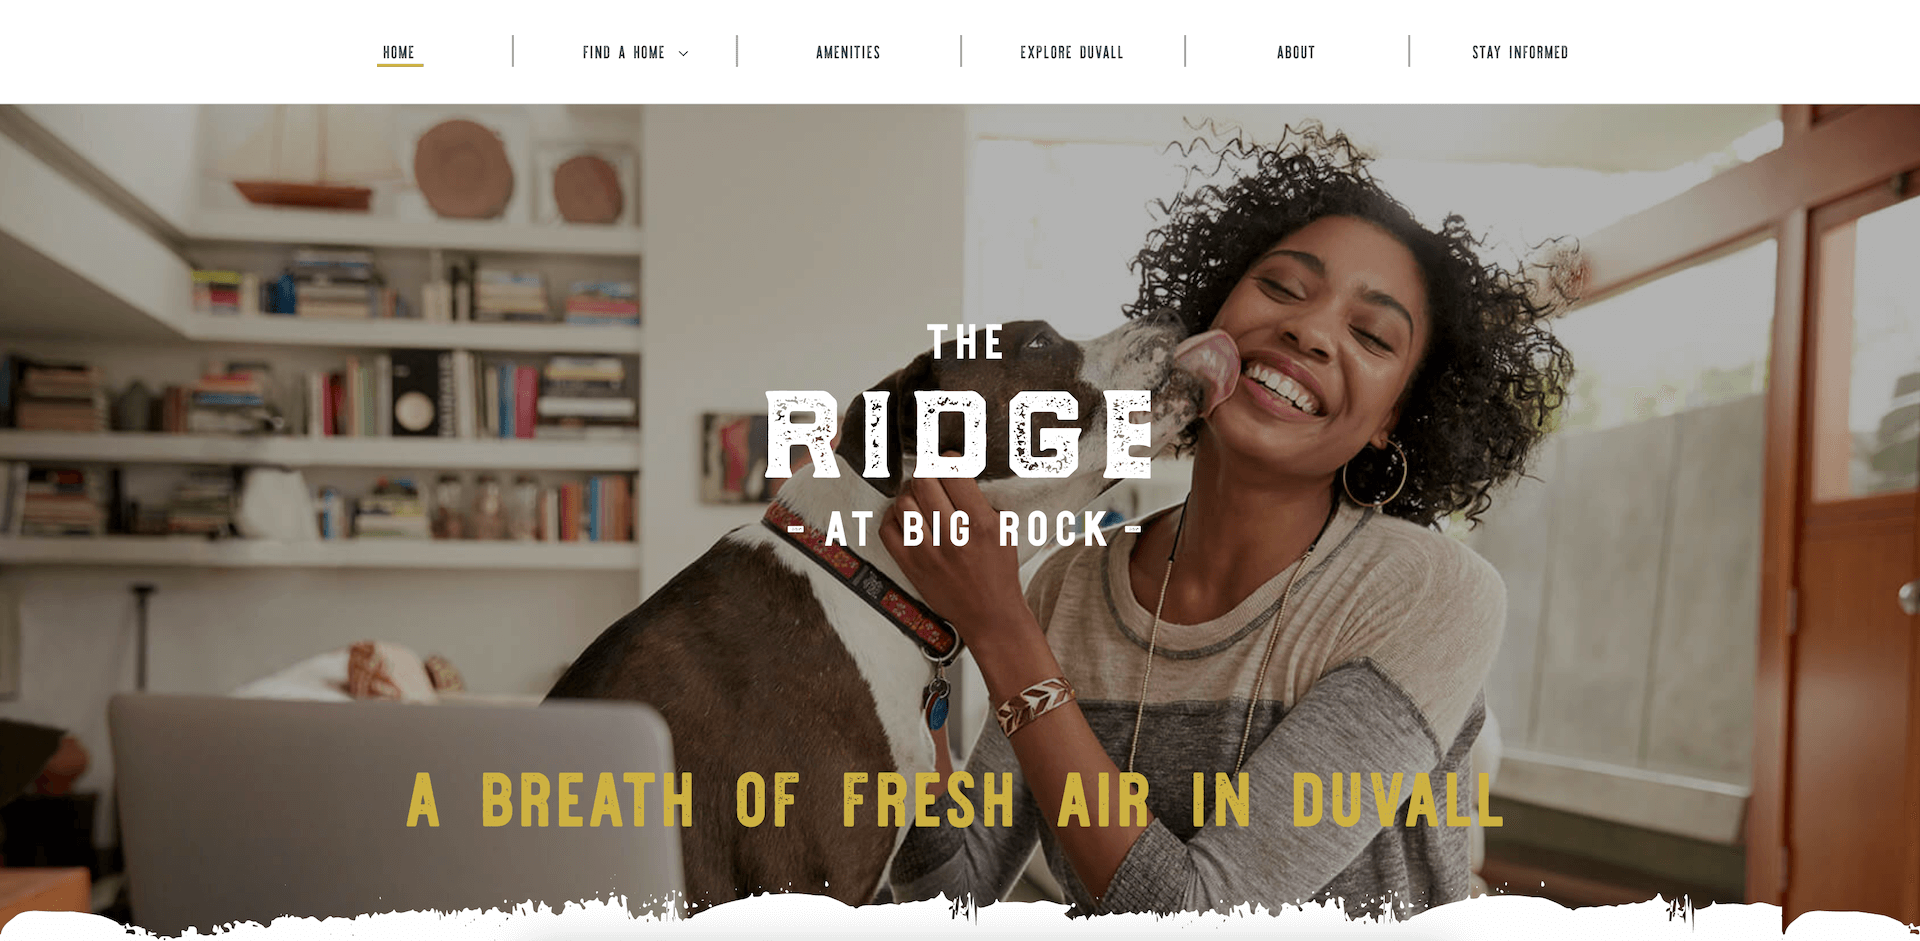 HOME
FIND A HOME
AMENITIES
EXPLORE DUVALL
ABOUT
STAY INFORMED
THE
RIDGE
- AT BIG ROCK -
A BREATH OF FRESH AIR IN DUVALL